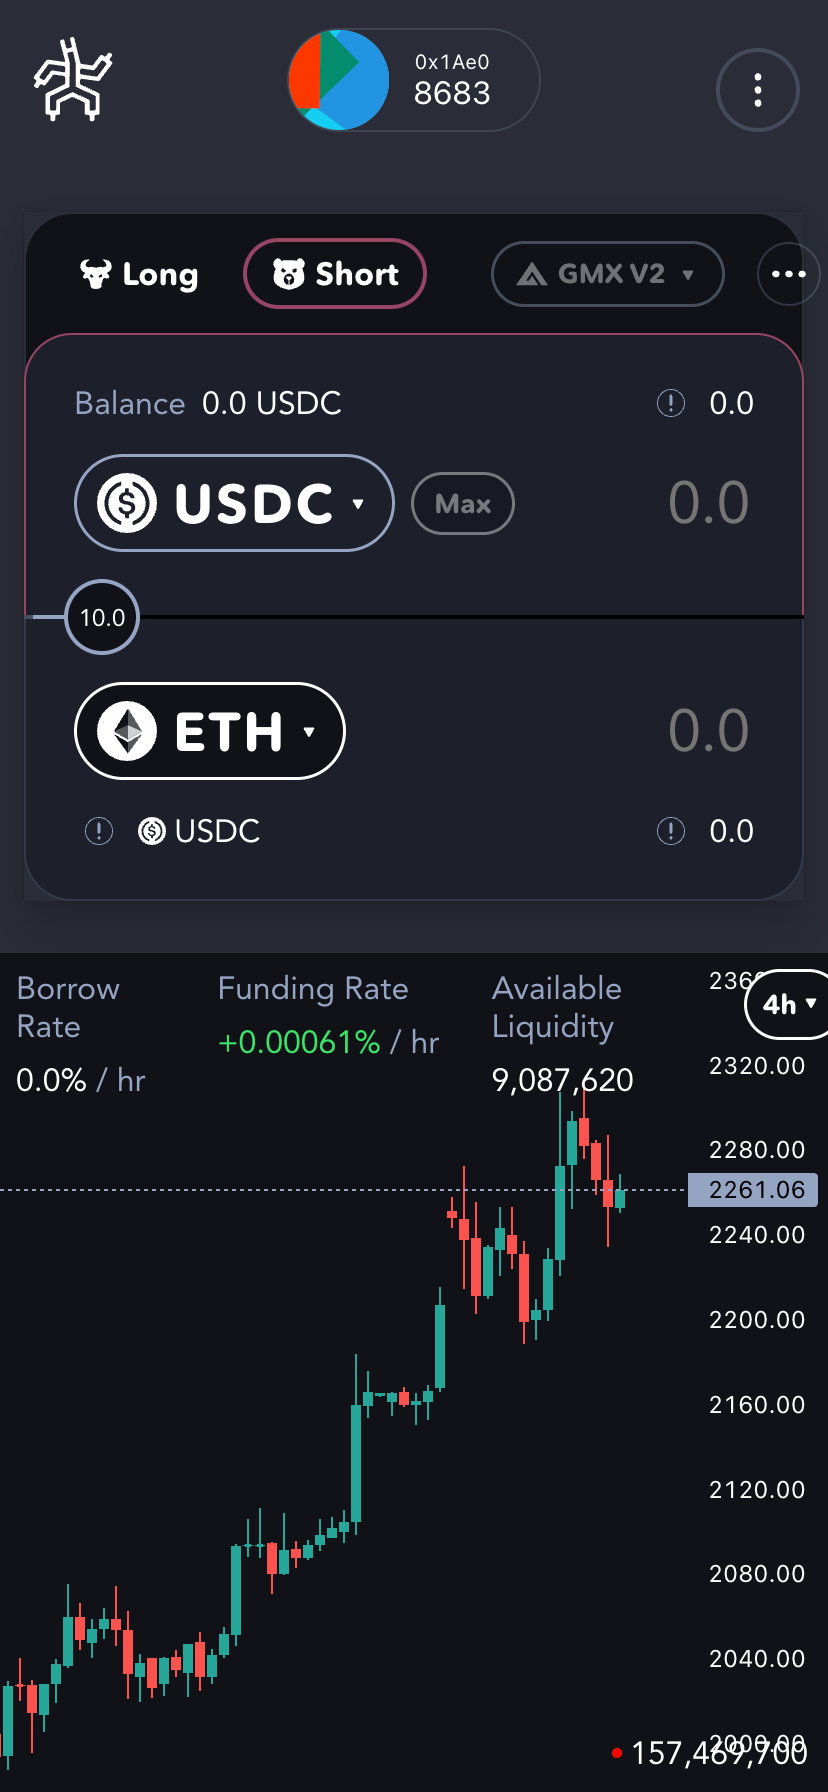 0x1Ae0
8683
Long Short GMX V2
Balance 0.0 USDC 0.0
USDC Max 0.0
10.0
ETH 0.0
USDC 0.0
Borrow Rate
0.0% / hr
Funding Rate
+0.00061% / hr
Available Liquidity
9,087,620
4h
2360
2320.00
2280.00
2261.06
2240.00
2200.00
2160.00
2120.00
2080.00
2040.00
2000.00
157,469,700